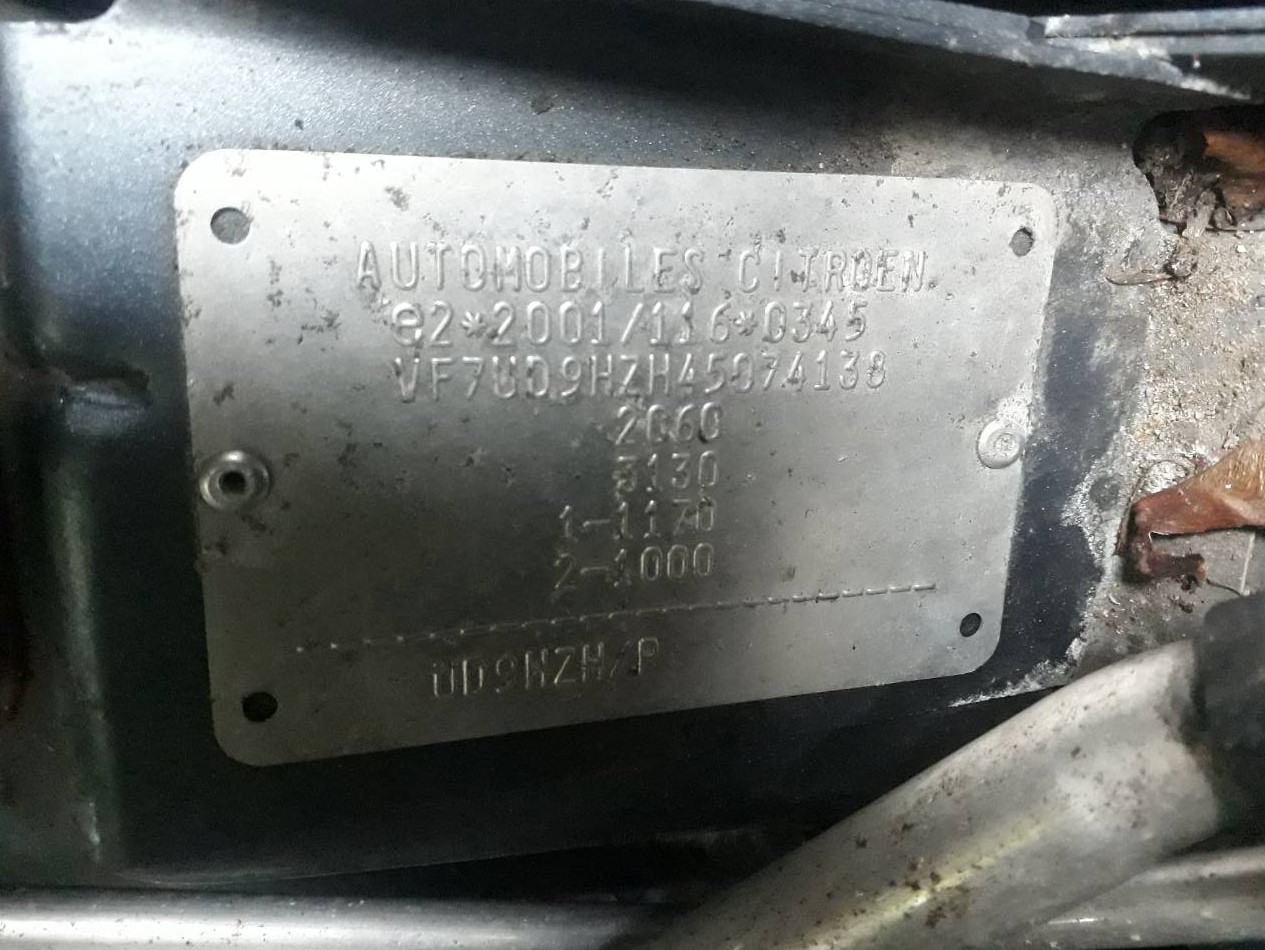 AUTOMOBILES CITROEN
e2*2001/116*0345
VF7UD9HZH45074138
2060
3130
1-1170
2-1000
UD9HZH/P